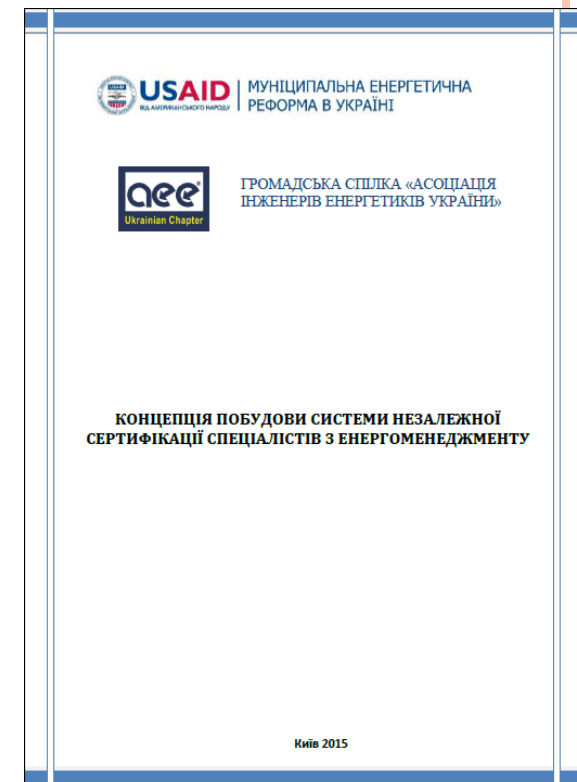 USAID
ВІД АМЕРИКАНСЬКОГО НАРОДУ
МУНІЦИПАЛЬНА ЕНЕРГЕТИЧНА
РЕФОРМА В УКРАЇНІ
aee
Ukrainian Chapter
ГРОМАДСЬКА СПІЛКА «АСОЦІАЦІЯ
ІНЖЕНЕРІВ ЕНЕРГЕТИКІВ УКРАЇНИ»
КОНЦЕПЦІЯ ПОБУДОВИ СИСТЕМИ НЕЗАЛЕЖНОЇ
СЕРТИФІКАЦІЇ СПЕЦІАЛІСТІВ З ЕНЕРГОМЕНЕДЖМЕНТУ
Київ 2015